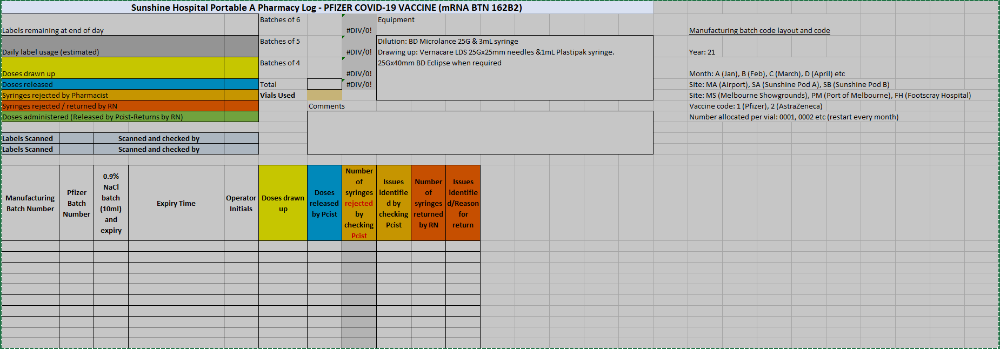 Sunshine Hospital Portable A Pharmacy Log - PFIZER COVID-19 VACCINE (mRNA BTN 162B2)
Labels remaining at end of day
Batches of 6
#DIV/0!
Equipment
Manufacturing batch code layout and code
Daily label usage (estimated)
Batches of 5
#DIV/0!
Dilution: BD Microlance 25G & 3mL syringe
Drawing up: Vernacare LDS 25Gx25mm needles &1mL Plastipak syringe.
25Gx40mm BD Eclipse when required
Year: 21
Doses drawn up
Batches of 4
#DIV/0!
Month: A (Jan), B (Feb), C (March), D (April) etc
Doses released
Total
#DIV/0!
Site: MA (Airport), SA (Sunshine Pod A), SB (Sunshine Pod B)
Syringes rejected by Pharmacist
Vials Used
Site: MS (Melbourne Showgrounds), PM (Port of Melbourne), FH (Footscray Hospital)
Syringes rejected / returned by RN
Comments
Vaccine code: 1 (Pfizer), 2 (AstraZeneca)
Doses administered (Released by Pcist-Returns by RN)
Number allocated per vial: 0001, 0002 etc (restart every month)
Labels Scanned
Scanned and checked by
Labels Scanned
Scanned and checked by
Manufacturing
Batch Number
Pfizer
Batch
Number
0.9%
NaCl
batch
(10ml)
and
expiry
Expiry Time
Operator
Initials
Doses drawn
up
Doses
released
by Pcist
Number
of
syringes
rejected
by
checking
Pcist
Issues
identifie
d by
checking
Pcist
Number
of
syringes
returned
by RN
Issues
identifie
d/Reason
for
return